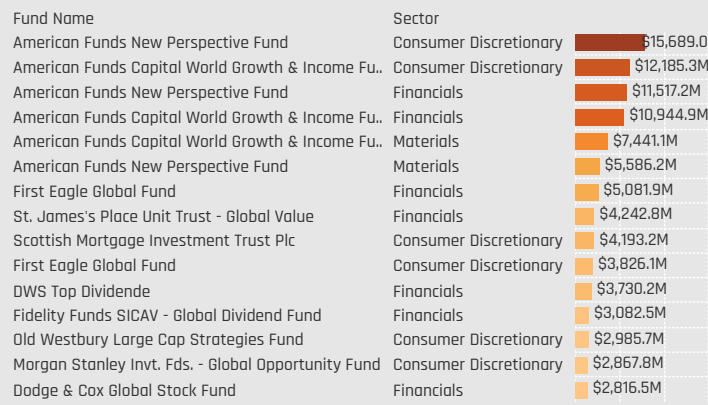 Fund Name Sector
American Funds New Perspective Fund Consumer Discretionary $15,689.0
American Funds Capital World Growth & Income Fu.. Consumer Discretionary $12,185.3M
American Funds New Perspective Fund Financials $11,517.2M
American Funds Capital World Growth & Income Fu.. Financials $10,944.9M
American Funds Capital World Growth & Income Fu.. Materials $7,441.1M
American Funds New Perspective Fund Materials $5,586.2M
First Eagle Global Fund Financials $5,081.9M
St. James's Place Unit Trust - Global Value Financials $4,242.8M
Scottish Mortgage Investment Trust Plc Consumer Discretionary $4,193.2M
First Eagle Global Fund Consumer Discretionary $3,826.1M
DWS Top Dividende Financials $3,730.2M
Fidelity Funds SICAV - Global Dividend Fund Financials $3,082.5M
Old Westbury Large Cap Strategies Fund Consumer Discretionary $2,985.7M
Morgan Stanley Invt. Fds. - Global Opportunity Fund Consumer Discretionary $2,867.8M
Dodge & Cox Global Stock Fund Financials $2,816.5M